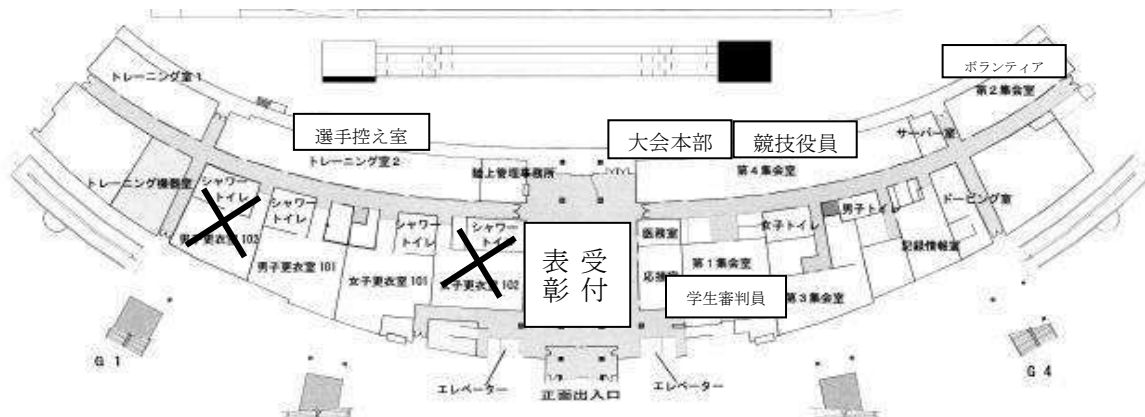 ボランティア
トレーニング室1
第2集会室
選手控え室
大会本部
競技役員
サーバー室
トレーニング室2
陸上管理事務所
第4集会室
トレーニング機器室
シャワー
トイレ
シャワー
トイレ
シャワー
トイレ
シャワー
トイレ
医務室
女子トイレ
男子トイレ
ドーピング室
男子更衣室102
男子更衣室101
女子更衣室101
女子更衣室102
受付
表彰
第1集会室
記録情報室
学生審判員
第3集会室
G 1
G 4
エレベーター
正面出入口
エレベーター